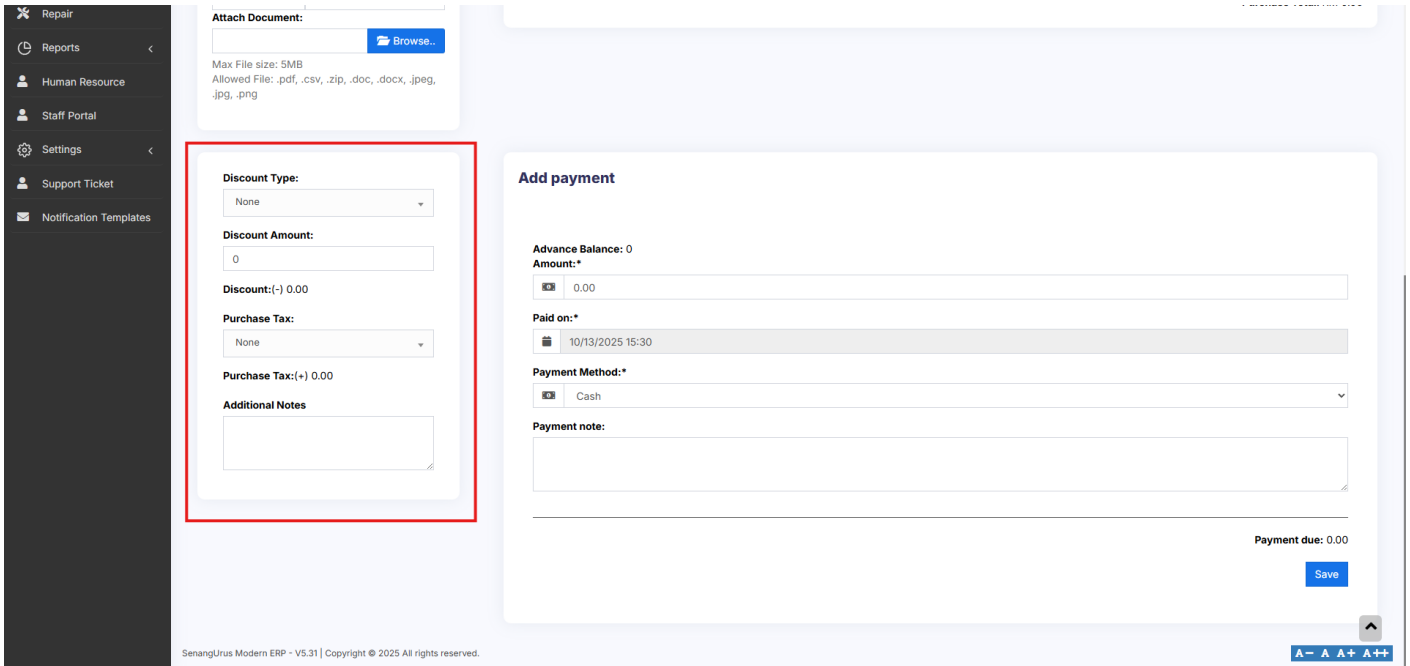 Repair
Reports
Human Resource
Staff Portal
Settings
Support Ticket
Notification Templates
Attach Document:
Browse..
Max File size: 5MB
Allowed File: .pdf, .csv, .zip, .doc, .docx, .jpeg,
.jpg, .png
Discount Type:
None
Discount Amount:
0
Discount:(-) 0.00
Purchase Tax:
None
Purchase Tax:(+) 0.00
Additional Notes
Add payment
Advance Balance: 0
Amount:*
0.00
Paid on:*
10/13/2025 15:30
Payment Method:*
Cash
Payment note:
Payment due: 0.00
Save
SenangUrus Modern ERP - V5.31 | Copyright © 2025 All rights reserved.
A- A A+ A++